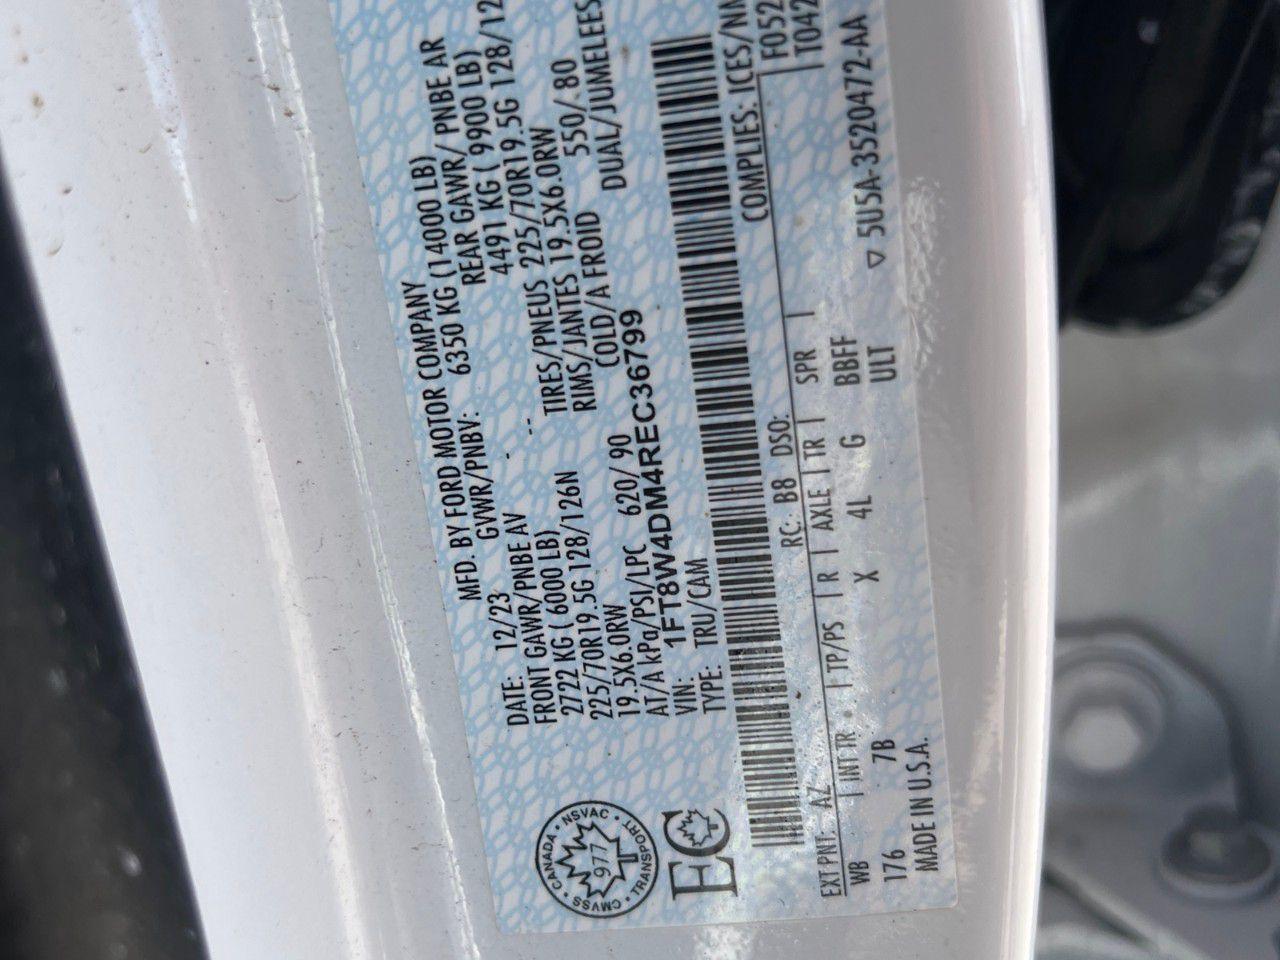 MFD. BY FORD MOTOR COMPANY
DATE: 12/23 GVWR/PNBV: 6350 KG (14000 LB)
FRONT GAWR/PNBE AV - -- REAR GAWR/ PNBE AR
2722 KG ( 6000 LB) 4491 KG ( 9900 LB)
225/70R19.5G 128/126N TIRES/PNEUS 225/70R19.5G 128/12
19.5X6.0RW RIMS/JANTES 19.5X6.0RW
AT/A kPa/PSI/LPC 620/ 90 COLD/A FROID 550/ 80
VIN: 1FT8W4DM4REC36799 DUAL/JUMELEES
TYPE: TRU/CAM
CANADA • NSVAC • TRANSPORT • CMVSS •
977
T
EC
COMPLIES: ICES/NM
EXT PNT: AZ RC: B8 DSO: F052
WB INT TR TP/PS R AXLE TR SPR T042
176 7B X 4L G BBFF
ULT
MADE IN U.S.A. ▽ 5U5A-3520472-AA